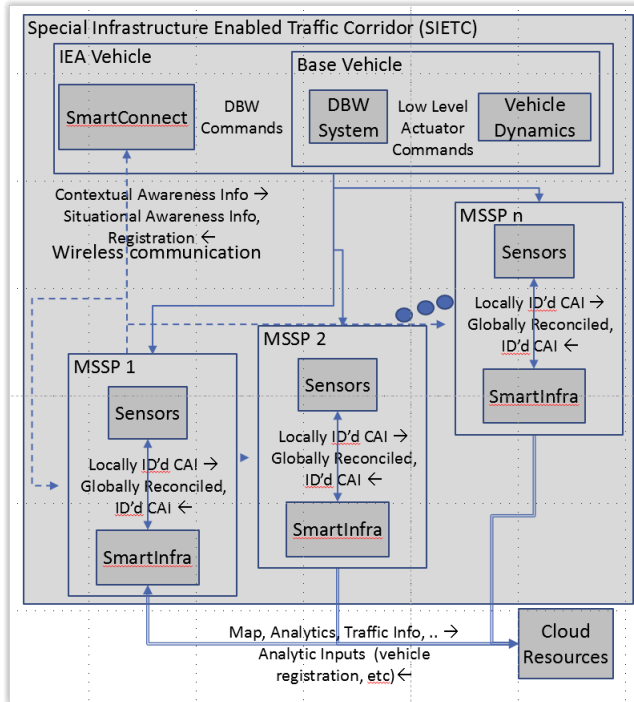 Special Infrastructure Enabled Traffic Corridor (SIETC)
IEA Vehicle
Base Vehicle
SmartConnect
DBW
Commands
DBW
System
Low Level
Actuator
Commands
Vehicle
Dynamics
Contextual Awareness Info →
Situational Awareness Info,
Registration ←
Wireless communication
MSSP n
Sensors
Locally ID’d CAI →
Globally Reconciled,
ID’d CAI ←
SmartInfra
MSSP 2
Sensors
Locally ID’d CAI →
Globally Reconciled,
ID’d CAI ←
SmartInfra
MSSP 1
Sensors
Locally ID’d CAI →
Globally Reconciled,
ID’d CAI ←
SmartInfra
Map, Analytics, Traffic Info, .. →
Analytic Inputs (vehicle
registration, etc)←
Cloud
Resources